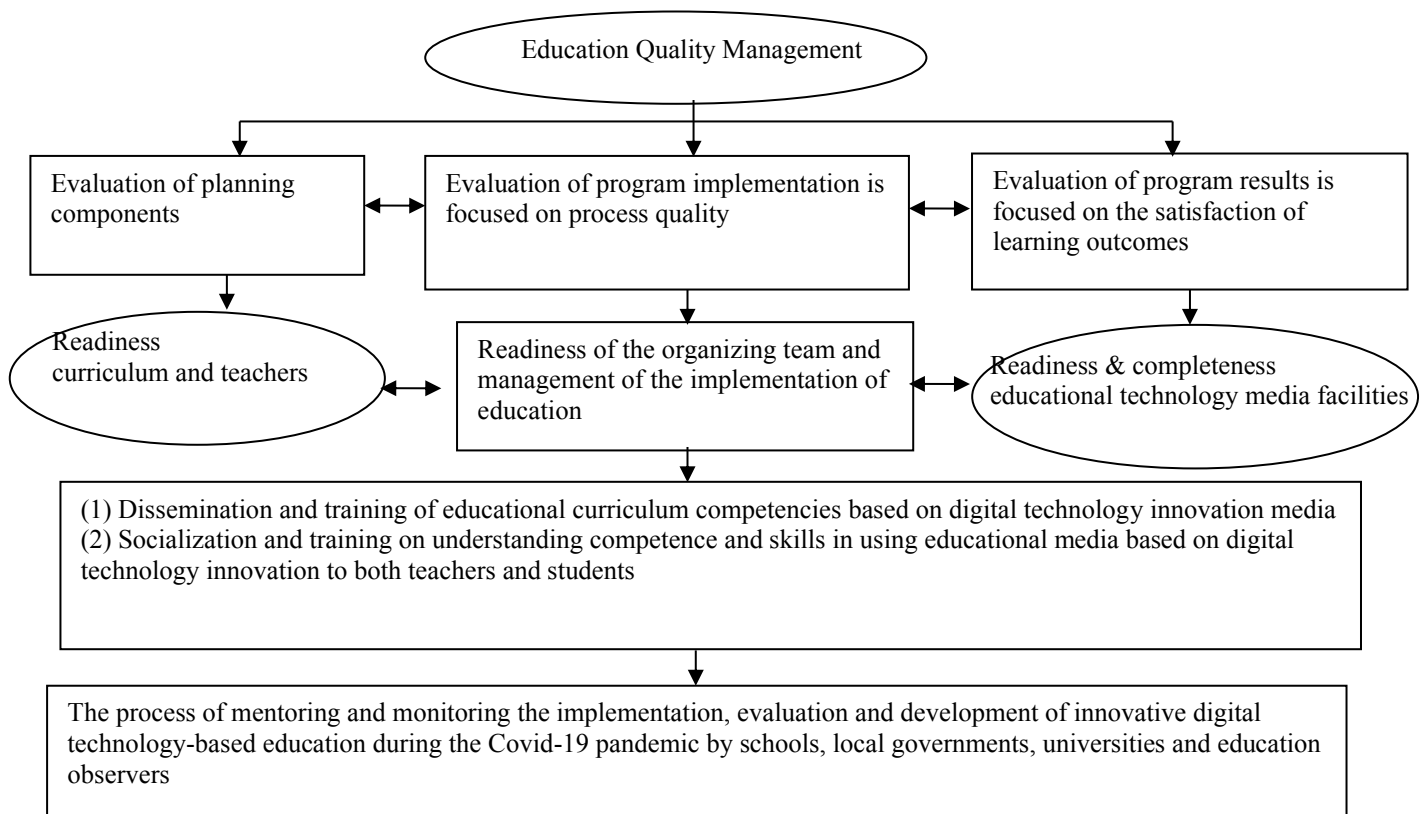 Education Quality Management
Evaluation of planning
components
Evaluation of program implementation is
focused on process quality
Evaluation of program results is
focused on the satisfaction of
learning outcomes
Readiness
curriculum and teachers
Readiness of the organizing team and
management of the implementation of
education
Readiness & completeness
educational technology media facilities
(1) Dissemination and training of educational curriculum competencies based on digital technology innovation media
(2) Socialization and training on understanding competence and skills in using educational media based on digital
technology innovation to both teachers and students
The process of mentoring and monitoring the implementation, evaluation and development of innovative digital
technology-based education during the Covid-19 pandemic by schools, local governments, universities and education
observers